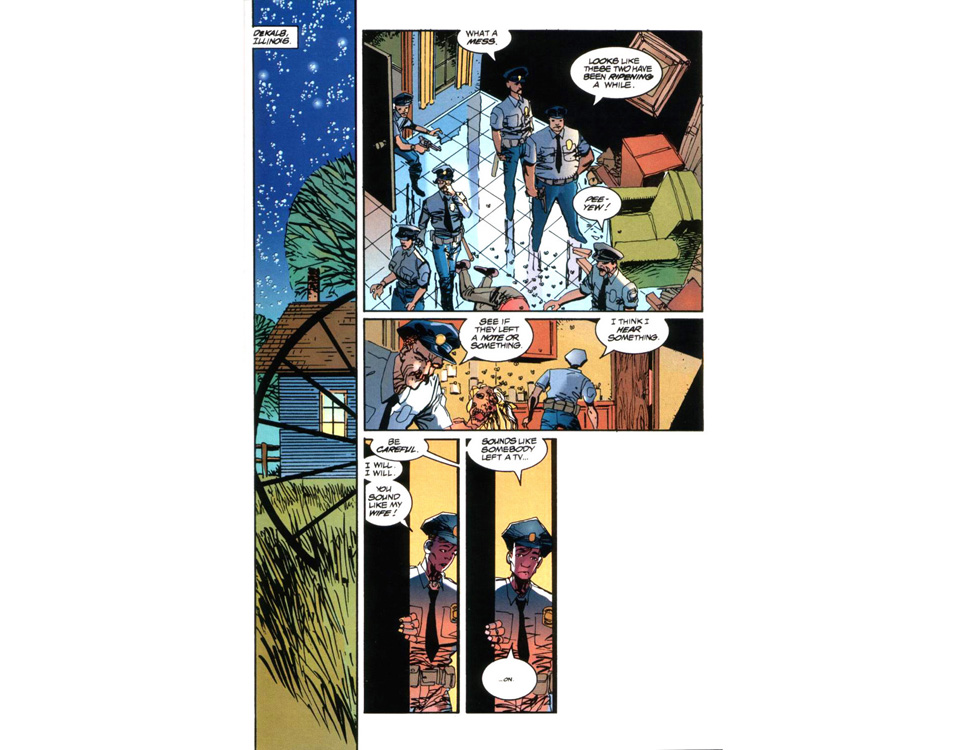 DeKALB,
ILLINOIS.
WHAT A
MESS.
LOOKS LIKE
THESE TWO HAVE
BEEN RIPENING
A WHILE.
PEE-
YEW!
SEE IF
THEY LEFT
A NOTE OR
SOMETHING.
I THINK I
HEAR
SOMETHING.
BE
CAREFUL.
I WILL.
I WILL.
YOU
SOUND
LIKE MY
WIFE!
SOUNDS LIKE
SOMEBODY
LEFT A TV...
...ON.